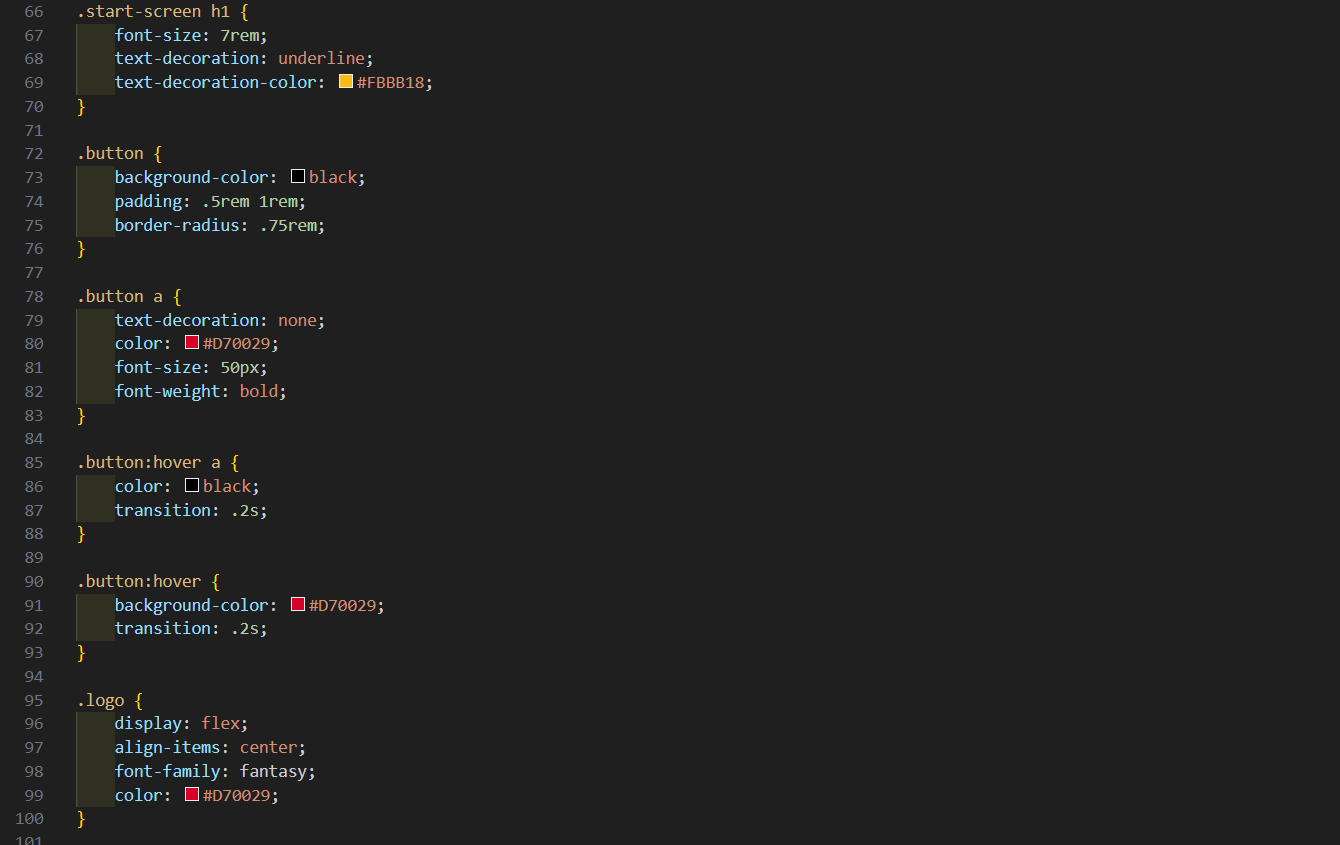 66 .start-screen h1 {
67 font-size: 7rem;
68 text-decoration: underline;
69 text-decoration-color: #FBBB18;
70 }
71
72 .button {
73 background-color: black;
74 padding: .5rem 1rem;
75 border-radius: .75rem;
76 }
77
78 .button a {
79 text-decoration: none;
80 color: #D70029;
81 font-size: 50px;
82 font-weight: bold;
83 }
84
85 .button:hover a {
86 color: black;
87 transition: .2s;
88 }
89
90 .button:hover {
91 background-color: #D70029;
92 transition: .2s;
93 }
94
95 .logo {
96 display: flex;
97 align-items: center;
98 font-family: fantasy;
99 color: #D70029;
100 }
101